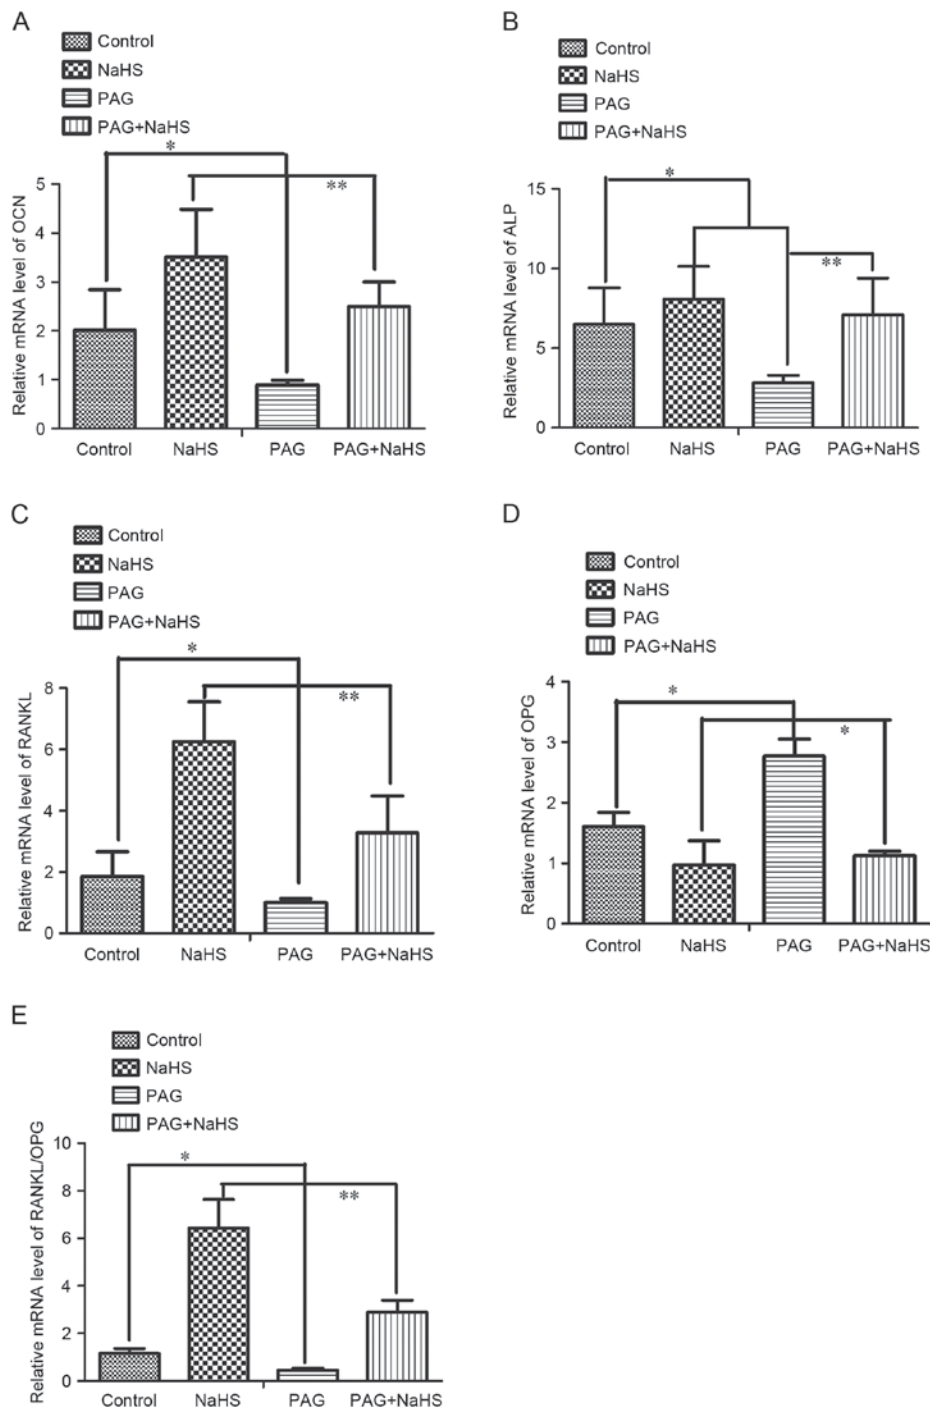 A
Control
NaHS
PAG
PAG+NaHS
*
**
Relative mRNA level of OCN
5
4
3
2
1
0
Control NaHS PAG PAG+NaHS
B
Control
NaHS
PAG
PAG+NaHS
*
**
Relative mRNA level of ALP
15
10
5
0
Control NaHS PAG PAG+NaHS
C
Control
NaHS
PAG
PAG+NaHS
*
**
Relative mRNA level of RANKL
8
6
4
2
0
Control NaHS PAG PAG+NaHS
D
Control
NaHS
PAG
PAG+NaHS
*
*
Relative mRNA level of OPG
4
3
2
1
0
Control NaHS PAG PAG+NaHS
E
Control
NaHS
PAG
PAG+NaHS
*
**
Relative mRNA level of RANKL/OPG
10
8
6
4
2
0
Control NaHS PAG PAG+NaHS